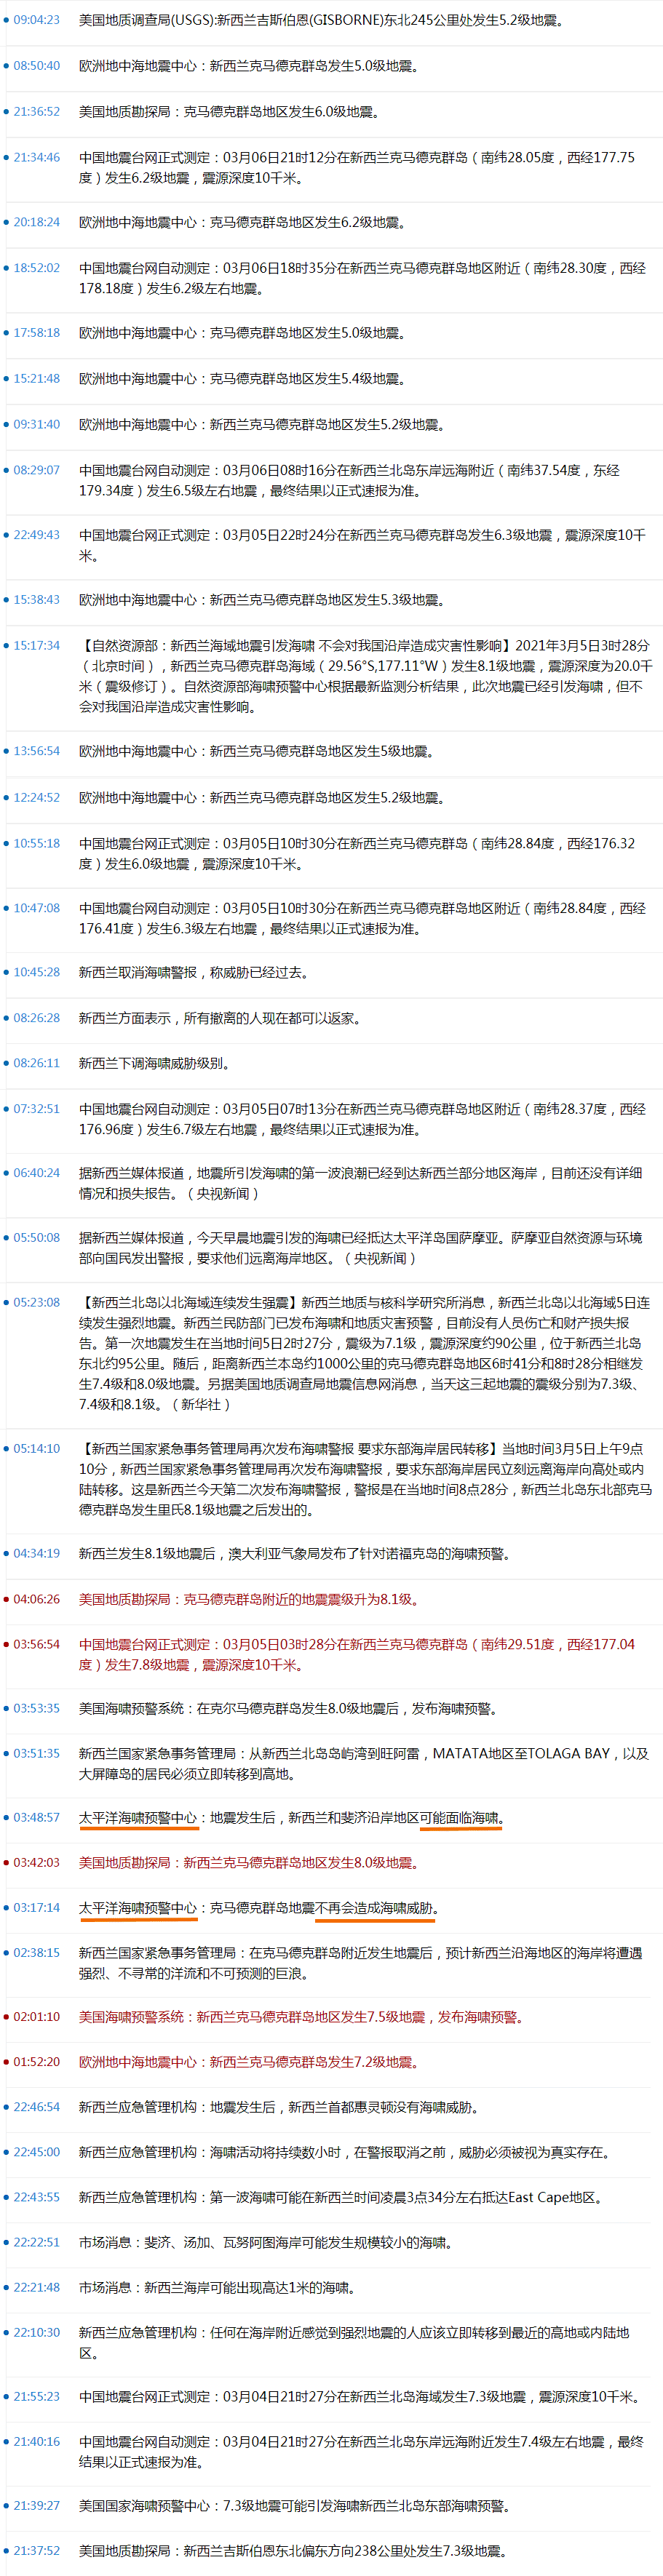 09:04:23 美国地质调查局(USGS):新西兰吉斯伯恩(GISBORNE)东北245公里处发生5.2级地震。
08:50:40 欧洲地中海地震中心：新西兰克马德克群岛发生5.0级地震。
21:36:52 美国地质勘探局：克马德克群岛地区发生6.0级地震。
21:34:46 中国地震台网正式测定：03月06日21时12分在新西兰克马德克群岛（南纬28.05度，西经177.75
度）发生6.2级地震，震源深度10千米。
20:18:24 欧洲地中海地震中心：克马德克群岛地区发生6.2级地震。
18:52:02 中国地震台网自动测定：03月06日18时35分在新西兰克马德克群岛地区附近（南纬28.30度，西经
178.18度）发生6.2级左右地震。
17:58:18 欧洲地中海地震中心：克马德克群岛地区发生5.0级地震。
15:21:48 欧洲地中海地震中心：克马德克群岛地区发生5.4级地震。
09:31:40 欧洲地中海地震中心：新西兰克马德克群岛地区发生5.2级地震。
08:29:07 中国地震台网自动测定：03月06日08时16分在新西兰北岛东岸远海附近（南纬37.54度，东经
179.34度）发生6.5级左右地震，最终结果以正式速报为准。
22:49:43 中国地震台网正式测定：03月05日22时24分在新西兰克马德克群岛发生6.3级地震，震源深度10千
米。
15:38:43 欧洲地中海地震中心：新西兰克马德克群岛地区发生5.3级地震。
15:17:34 【自然资源部：新西兰海域地震引发海啸 不会对我国沿岸造成灾害性影响】2021年3月5日3时28分
（北京时间），新西兰克马德克群岛海域（29.56°S,177.11°W）发生8.1级地震，震源深度为20.0千
米（震级修订）。自然资源部海啸预警中心根据最新监测分析结果，此次地震已经引发海啸，但不
会对我国沿岸造成灾害性影响。
13:56:54 欧洲地中海地震中心：新西兰克马德克群岛地区发生5级地震。
12:24:52 欧洲地中海地震中心：新西兰克马德克群岛地区发生5.2级地震。
10:55:18 中国地震台网正式测定：03月05日10时30分在新西兰克马德克群岛（南纬28.84度，西经176.32
度）发生6.0级地震，震源深度10千米。
10:47:08 中国地震台网自动测定：03月05日10时30分在新西兰克马德克群岛地区附近（南纬28.84度，西经
176.41度）发生6.3级左右地震，最终结果以正式速报为准。
10:45:28 新西兰取消海啸警报，称威胁已经过去。
08:26:28 新西兰方面表示，所有撤离的人现在都可以返家。
08:26:11 新西兰下调海啸威胁级别。
07:32:51 中国地震台网自动测定：03月05日07时13分在新西兰克马德克群岛地区附近（南纬28.37度，西经
176.96度）发生6.7级左右地震，最终结果以正式速报为准。
06:40:24 据新西兰媒体报道，地震所引发海啸的第一波浪潮已经到达新西兰部分地区海岸，目前还没有详细
情况和损失报告。（央视新闻）
05:50:08 据新西兰媒体报道，今天早晨地震引发的海啸已经抵达太平洋岛国萨摩亚。萨摩亚自然资源与环境
部向国民发出警报，要求他们远离海岸地区。（央视新闻）
05:23:08 【新西兰北岛以北海域连续发生强震】新西兰地质与核科学研究所消息，新西兰北岛以北海域5日连
续发生强烈地震。新西兰民防部门已发布海啸和地质灾害预警，目前没有人员伤亡和财产损失报
告。第一次地震发生在当地时间5日2时27分，震级为7.1级，震源深度约90公里，位于新西兰北岛
东北约95公里。随后，距离新西兰本岛约1000公里的克马德克群岛地区6时41分和8时28分相继发
生7.4级和8.0级地震。另据美国地质调查局地震信息网消息，当天这三起地震的震级分别为7.3级、
7.4级和8.1级。（新华社）
05:14:10 【新西兰国家紧急事务管理局再次发布海啸警报 要求东部海岸居民转移】当地时间3月5日上午9点
10分，新西兰国家紧急事务管理局再次发布海啸警报，要求东部海岸居民立刻远离海岸向高处或内
陆转移。这是新西兰今天第二次发布海啸警报，警报是在当地时间8点28分，新西兰北岛东北部克马
德克群岛发生里氏8.1级地震之后发出的。
04:34:19 新西兰发生8.1级地震后，澳大利亚气象局发布了针对诺福克岛的海啸预警。
04:06:26 美国地质勘探局：克马德克群岛附近的地震震级升为8.1级。
03:56:54 中国地震台网正式测定：03月05日03时28分在新西兰克马德克群岛（南纬29.51度，西经177.04
度）发生7.8级地震，震源深度10千米。
03:53:35 美国海啸预警系统：在克尔马德克群岛发生8.0级地震后，发布海啸预警。
03:51:35 新西兰国家紧急事务管理局：从新西兰北岛岛屿湾到旺阿雷，MATATA地区至TOLAGA BAY，以及
大屏障岛的居民必须立即转移到高地。
03:48:57 太平洋海啸预警中心：地震发生后，新西兰和斐济沿岸地区可能面临海啸。
03:42:03 美国地质勘探局：新西兰克马德克群岛地区发生8.0级地震。
03:17:14 太平洋海啸预警中心：克马德克群岛地震不再会造成海啸威胁。
02:38:15 新西兰国家紧急事务管理局：在克马德克群岛附近发生地震后，预计新西兰沿海地区的海岸将遭遇
强烈、不寻常的洋流和不可预测的巨浪。
02:01:10 美国海啸预警系统：新西兰克马德克群岛地区发生7.5级地震，发布海啸预警。
01:52:20 欧洲地中海地震中心：新西兰克马德克群岛发生7.2级地震。
22:46:54 新西兰应急管理机构：地震发生后，新西兰首都惠灵顿没有海啸威胁。
22:45:00 新西兰应急管理机构：海啸活动将持续数小时，在警报取消之前，威胁必须被视为真实存在。
22:43:55 新西兰应急管理机构：第一波海啸可能在新西兰时间凌晨3点34分左右抵达East Cape地区。
22:22:51 市场消息：斐济、汤加、瓦努阿图海岸可能发生规模较小的海啸。
22:21:48 市场消息：新西兰海岸可能出现高达1米的海啸。
22:10:30 新西兰应急管理机构：任何在海岸附近感觉到强烈地震的人应该立即转移到最近的高地或内陆地
区。
21:55:23 中国地震台网正式测定：03月04日21时27分在新西兰北岛海域发生7.3级地震，震源深度10千米。
21:40:16 中国地震台网自动测定：03月04日21时27分在新西兰北岛东岸远海附近发生7.4级左右地震，最终
结果以正式速报为准。
21:39:27 美国国家海啸预警中心：7.3级地震可能引发海啸新西兰北岛东部海啸预警。
21:37:52 美国地质勘探局：新西兰吉斯伯恩东北偏东方向238公里处发生7.3级地震。